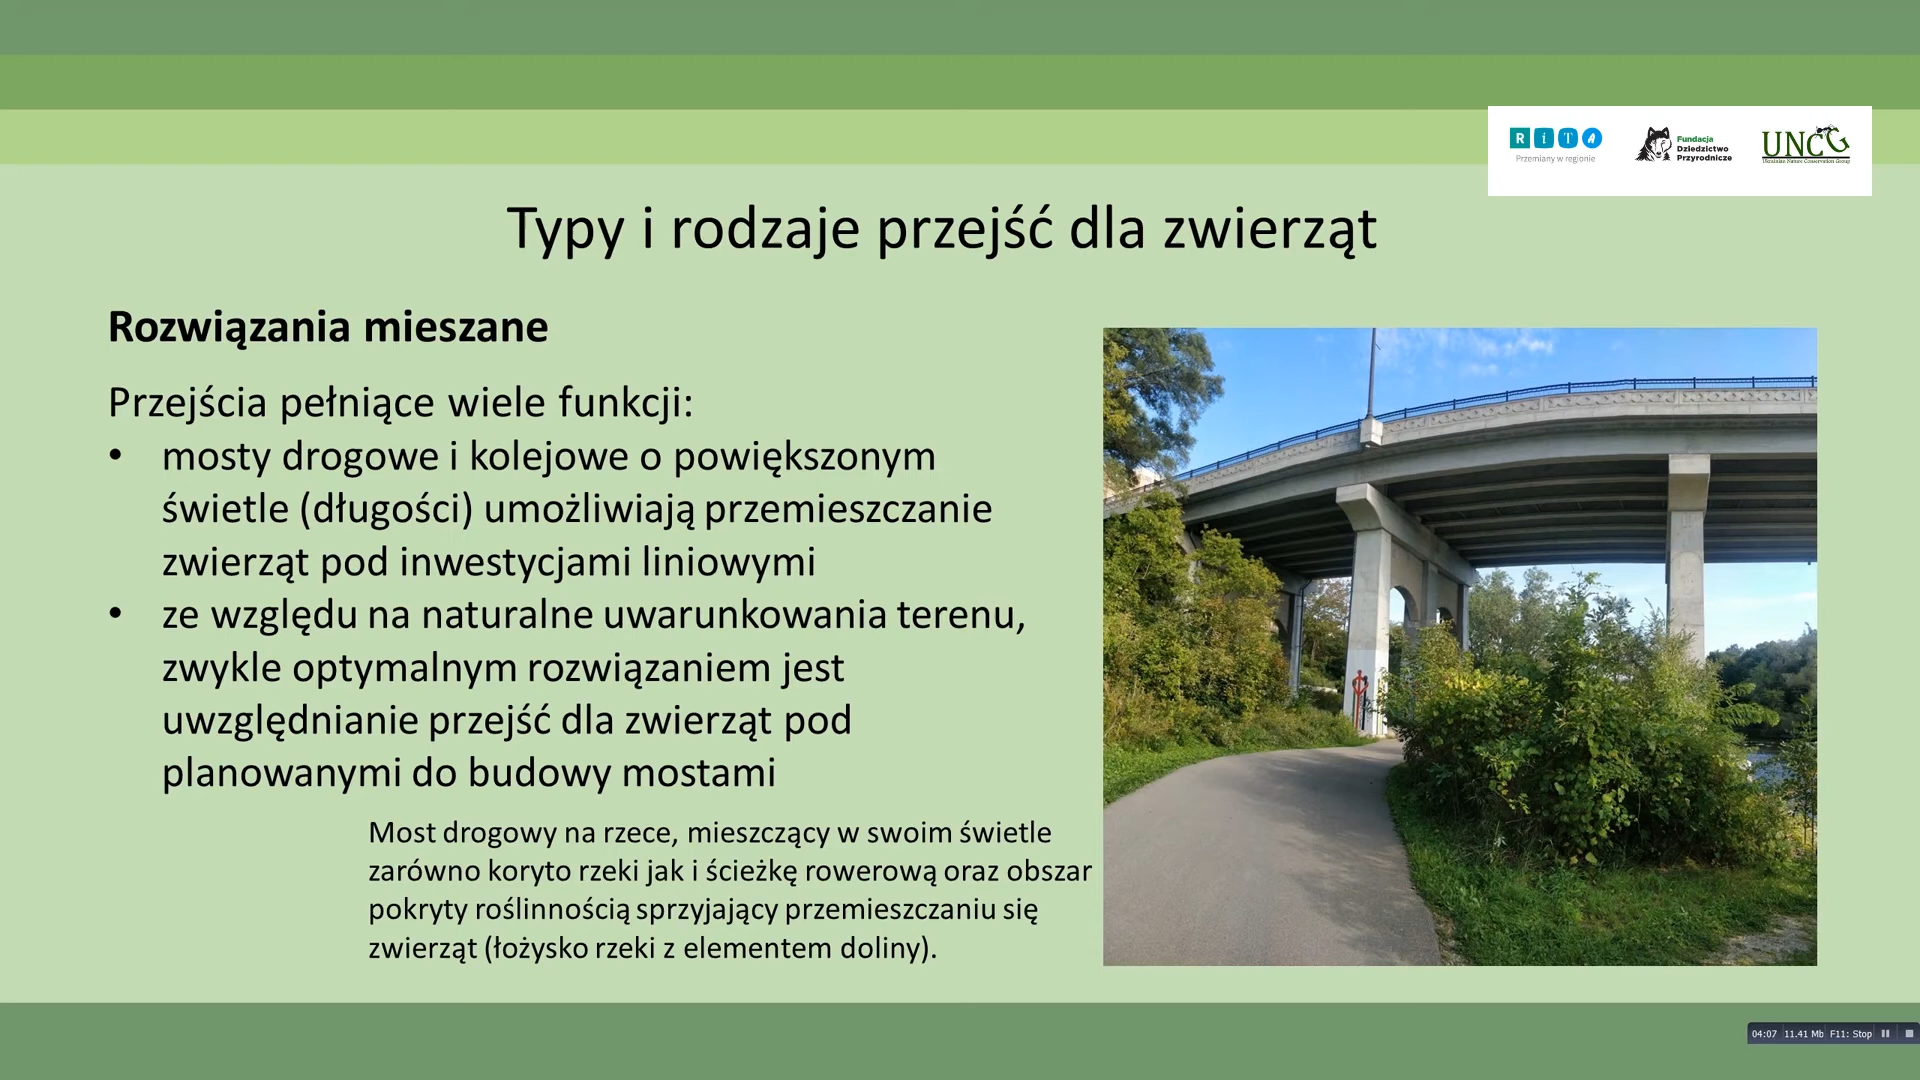 R i T A
Przemiany w regionie
Fundacja
Dziedzictwo
Przyrodnicze
UNCG
Ukrainian Nature Conservation Group
Typy i rodzaje przejść dla zwierząt
Rozwiązania mieszane
Przejścia pełniące wiele funkcji:
• mosty drogowe i kolejowe o powiększonym
świetle (długości) umożliwiają przemieszczanie
zwierząt pod inwestycjami liniowymi
• ze względu na naturalne uwarunkowania terenu,
zwykle optymalnym rozwiązaniem jest
uwzględnianie przejść dla zwierząt pod
planowanymi do budowy mostami
Most drogowy na rzece, mieszczący w swoim świetle
zarówno koryto rzeki jak i ścieżkę rowerową oraz obszar
pokryty roślinnością sprzyjający przemieszczaniu się
zwierząt (łożysko rzeki z elementem doliny).
04:07 11.41 Mb F11: Stop